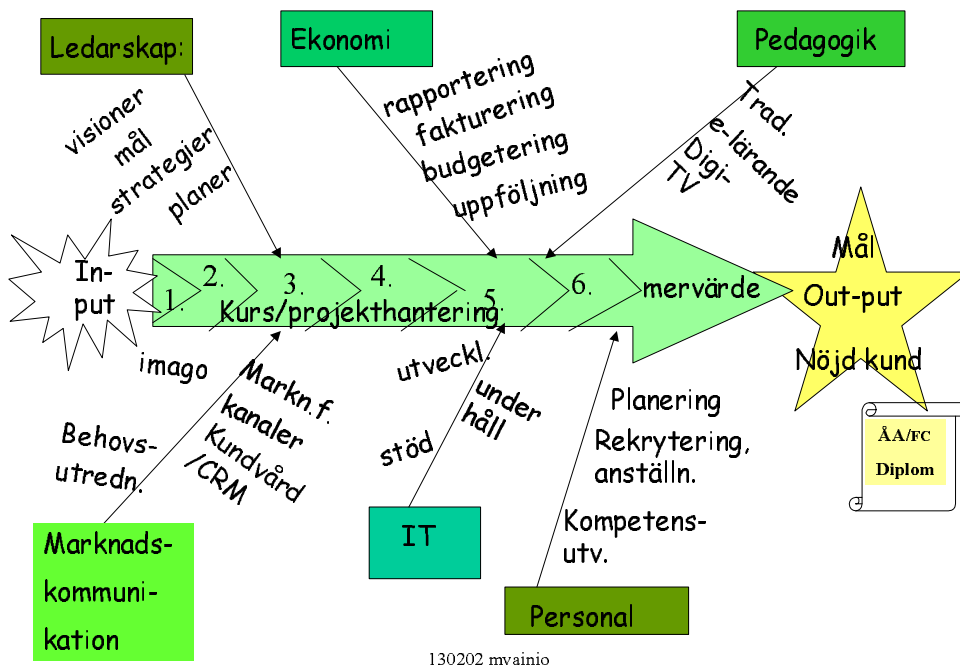 Ledarskap:
Ekonomi
Pedagogik
visioner
mål
strategier
planer
rapportering
fakturering
budgetering
uppföljning
Trad.
e-lärande
Digi-
TV
In-
put
1.
2.
3.
4.
5.
6.
Kurs/projekthantering
mervärde
Mål
Out-put
Nöjd kund
imago
Behovs-
utredn.
Markn.f.
kanaler
Kundvård
/CRM
utveckl.
stöd
under
håll
Planering
Rekrytering,
anställn.
Kompetens-
utv.
ÅA/FC
Diplom
Marknads-
kommuni-
kation
IT
Personal
130202 mvainio